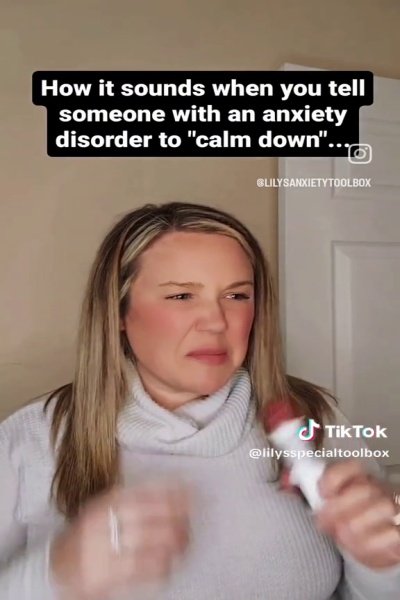 How it sounds when you tell
someone with an anxiety
disorder to "calm down"...
@LILYSANXIETYTOOLBOX
TikTok
@lilysspecialtoolbox